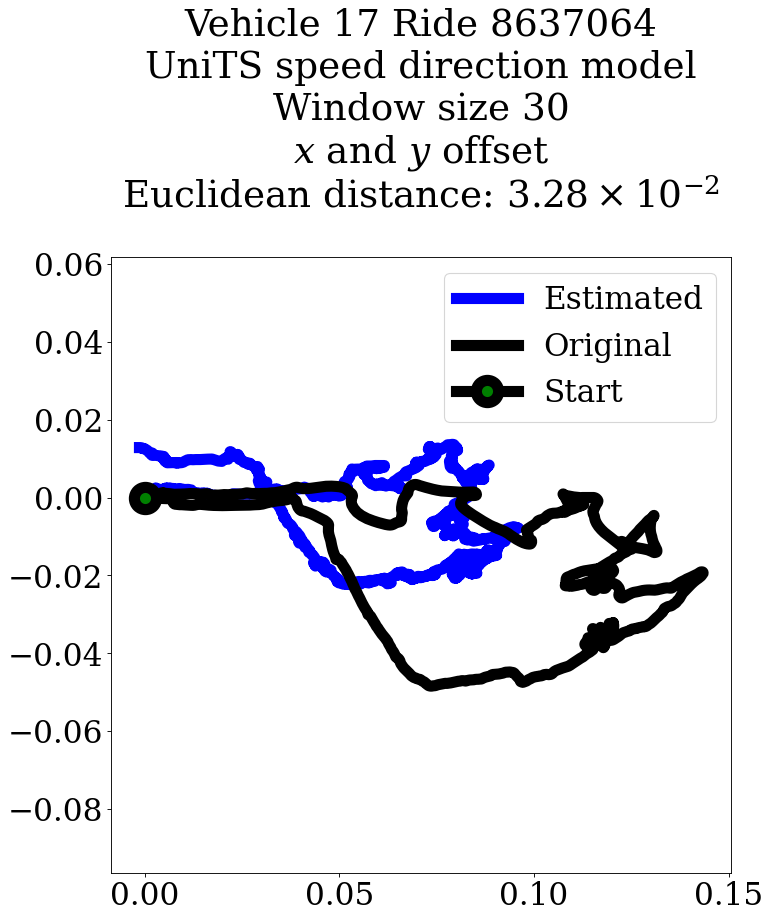 Vehicle 17 Ride 8637064
UniTS speed direction model
Window size 30
x and y offset
Euclidean distance: 3.28 × 10⁻²
Estimated
Original
Start
0.06
0.04
0.02
0.00
−0.02
−0.04
−0.06
−0.08
0.00 0.05 0.10 0.15